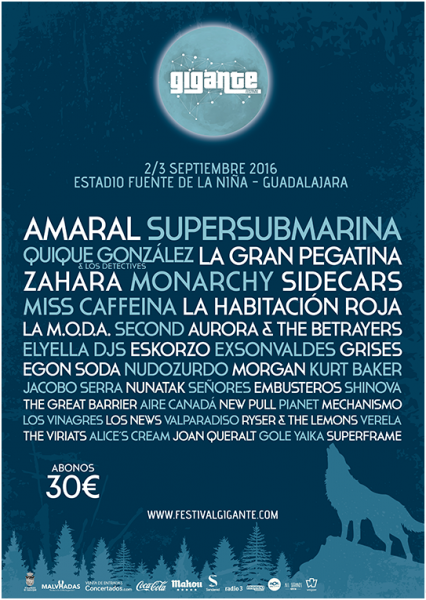 gigante
2/3 SEPTIEMBRE 2016
ESTADIO FUENTE DE LA NIÑA - GUADALAJARA
AMARAL SUPERSUBMARINA
QUIQUE GONZÁLEZ & LOS DETECTIVES LA GRAN PEGATINA
ZAHARA MONARCHY SIDECARS
MISS CAFFEINA LA HABITACIÓN ROJA
LA M.O.D.A. SECOND AURORA & THE BETRAYERS
ELYELLA DJS ESKORZO EXSONVALDES GRISES
EGON SODA NUDOZURDO MORGAN KURT BAKER
JACOBO SERRA NUNATAK SEÑORES EMBUSTEROS SHINOVA
THE GREAT BARRIER AIRE CANADÁ NEW PULL PIANET MECHANISMO
LOS VINAGRES LOS NEWS VALPARADISO RYSER & THE LEMONS VERELA
THE VIRIATS ALICE'S CREAM JOAN QUERALT GOLE YAIKA SUPERFRAME
ABONOS
30€
WWW.FESTIVALGIGANTE.COM
MALVHADAS Concertados.com Coca-Cola Mahou radio3